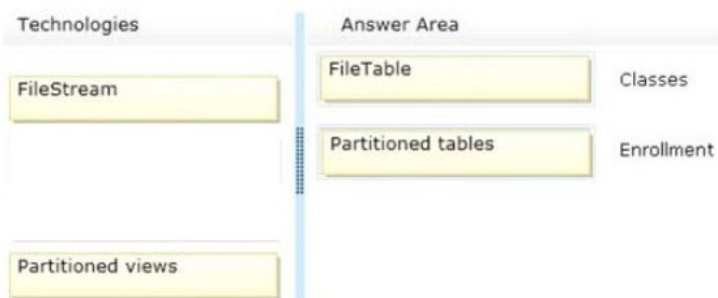 Technologies
Answer Area
FileStream
FileTable
Classes
Partitioned tables
Enrollment
Partitioned views